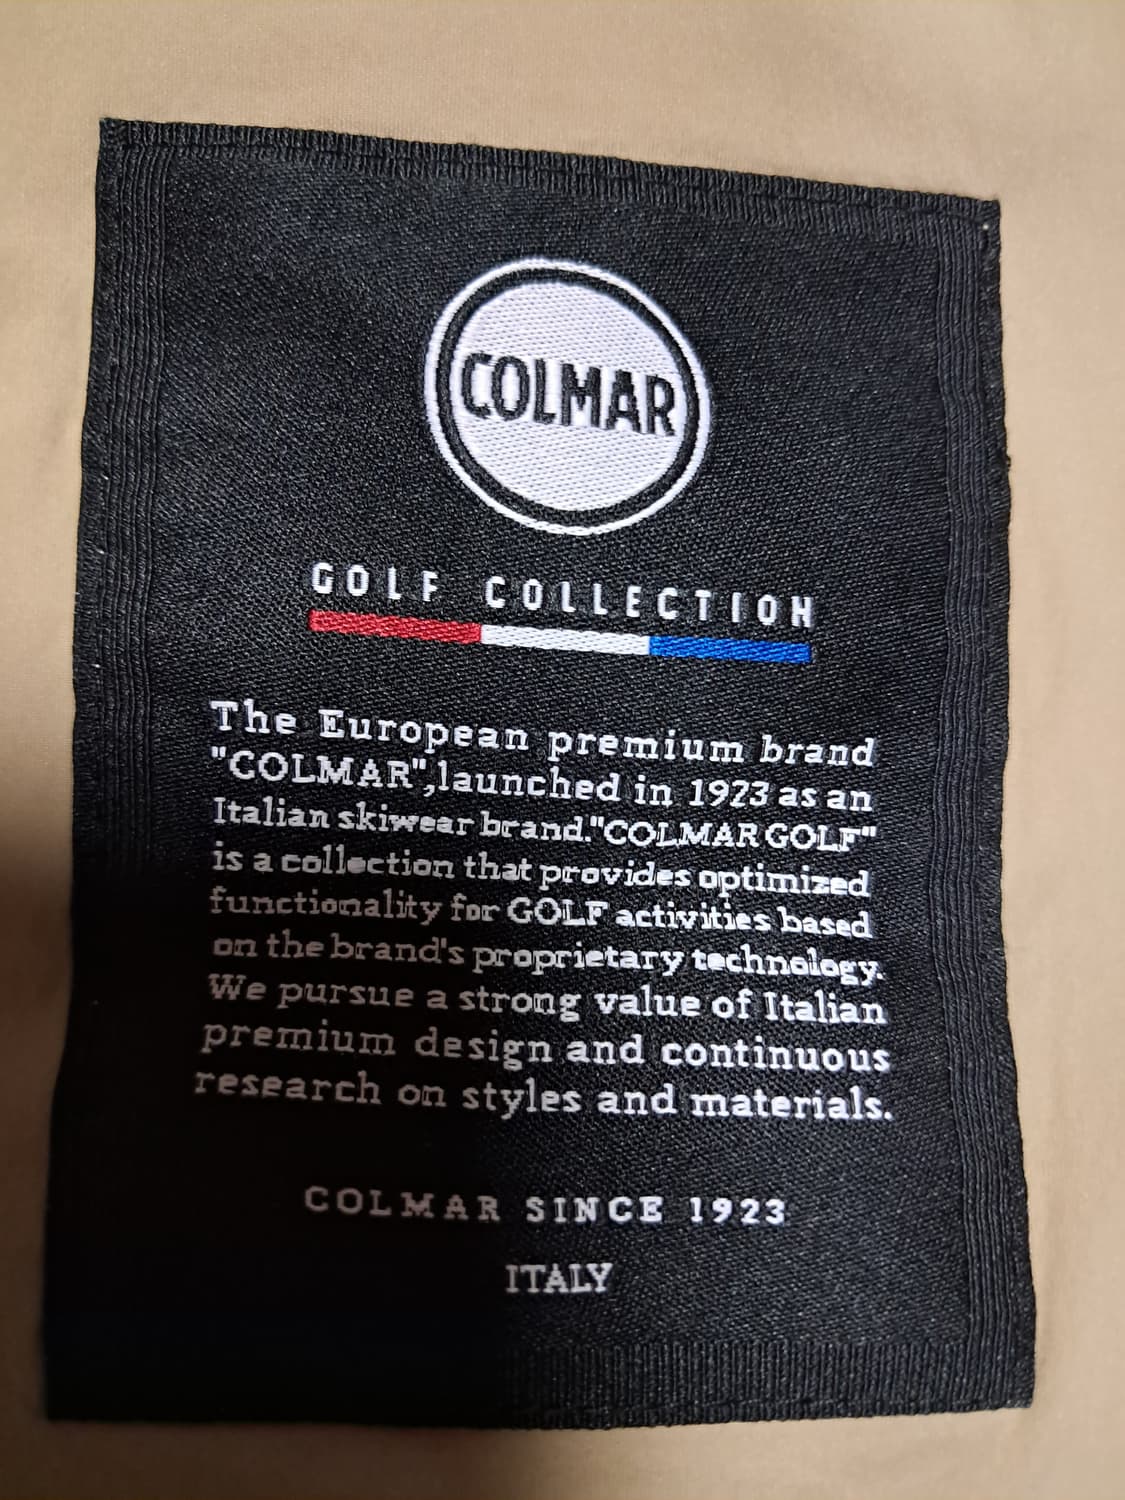 COLMAR
GOLF COLLECTION
The European premium brand
"COLMAR",launched in 1923 as an
Italian skiwear brand."COLMAR GOLF"
is a collection that provides optimized
functionality for GOLF activities based
on the brand's proprietary technology.
We pursue a strong value of Italian
premium design and continuous
research on styles and materials.
COLMAR SINCE 1923
ITALY